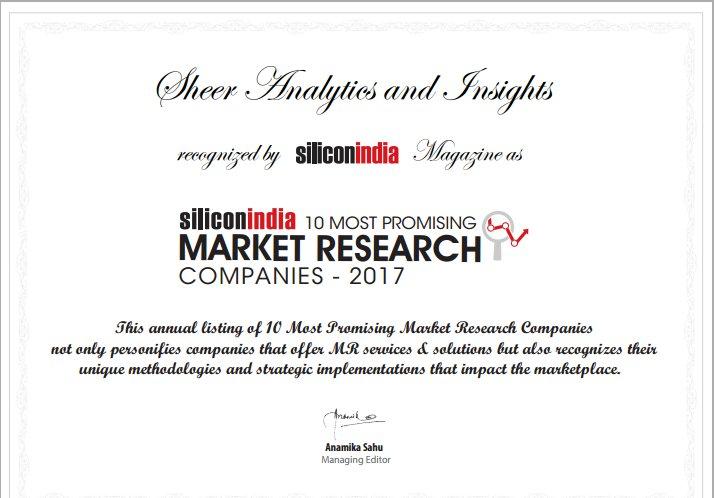 Sheer Analytics and Insights
recognized by siliconindia Magazine as
siliconindia 10 MOST PROMISING
MARKET RESEARCH
COMPANIES - 2017
This annual listing of 10 Most Promising Market Research Companies
not only personifies companies that offer MR services & solutions but also recognizes their
unique methodologies and strategic implementations that impact the marketplace.
Anamika Sahu
Managing Editor